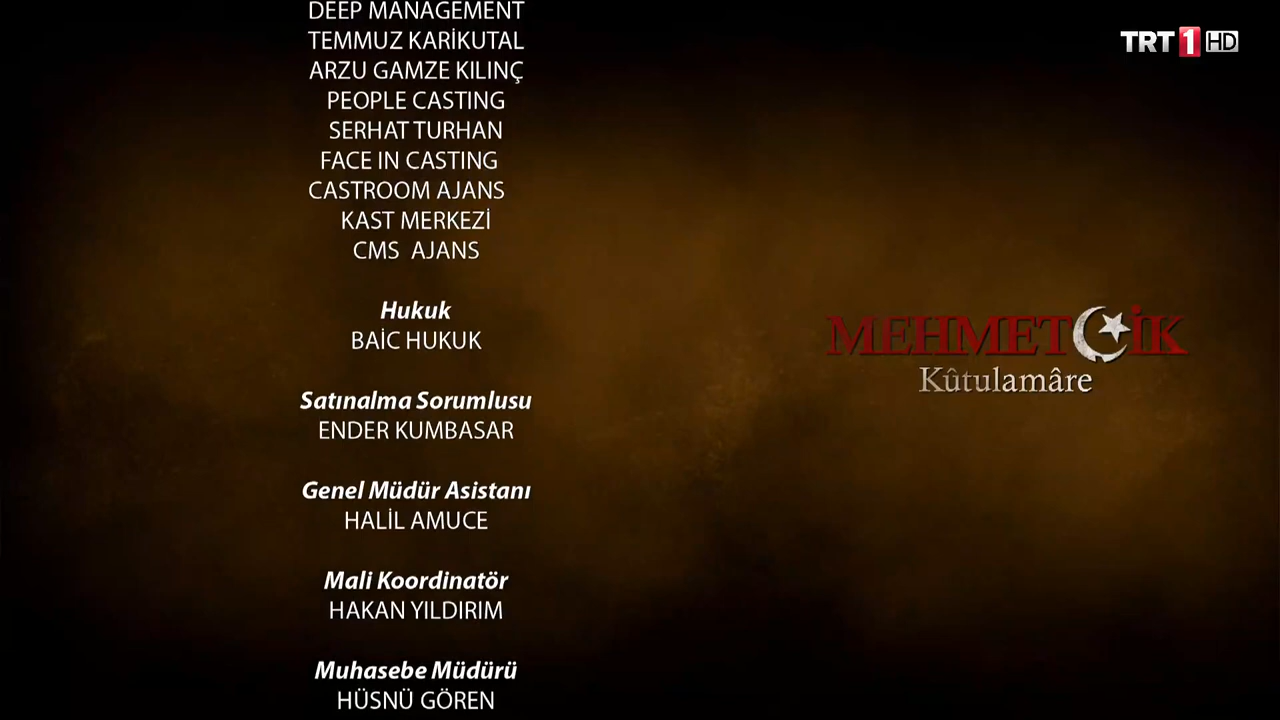 DEEP MANAGEMENT
TEMMUZ KARİKUTAL
ARZU GAMZE KILINÇ
PEOPLE CASTING
SERHAT TURHAN
FACE IN CASTING
CASTROOM AJANS
KAST MERKEZİ
CMS AJANS
Hukuk
BAİC HUKUK
Satınalma Sorumlusu
ENDER KUMBASAR
Genel Müdür Asistanı
HALİL AMUCE
Mali Koordinatör
HAKAN YILDIRIM
Muhasebe Müdürü
HÜSNÜ GÖREN
TRT 1 HD
MEHMETCİK
Kûtulamâre